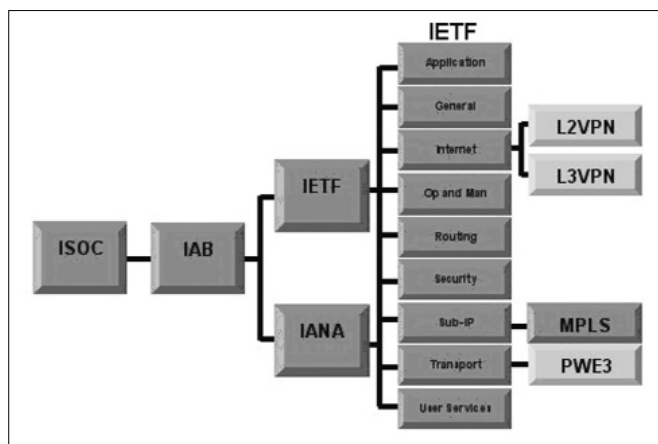 IETF
Application
General
Internet
L2VPN
L3VPN
IETF
Op and Man
Routing
ISOC
IAB
Security
IANA
Sub-IP
MPLS
Transport
PWE3
User Services